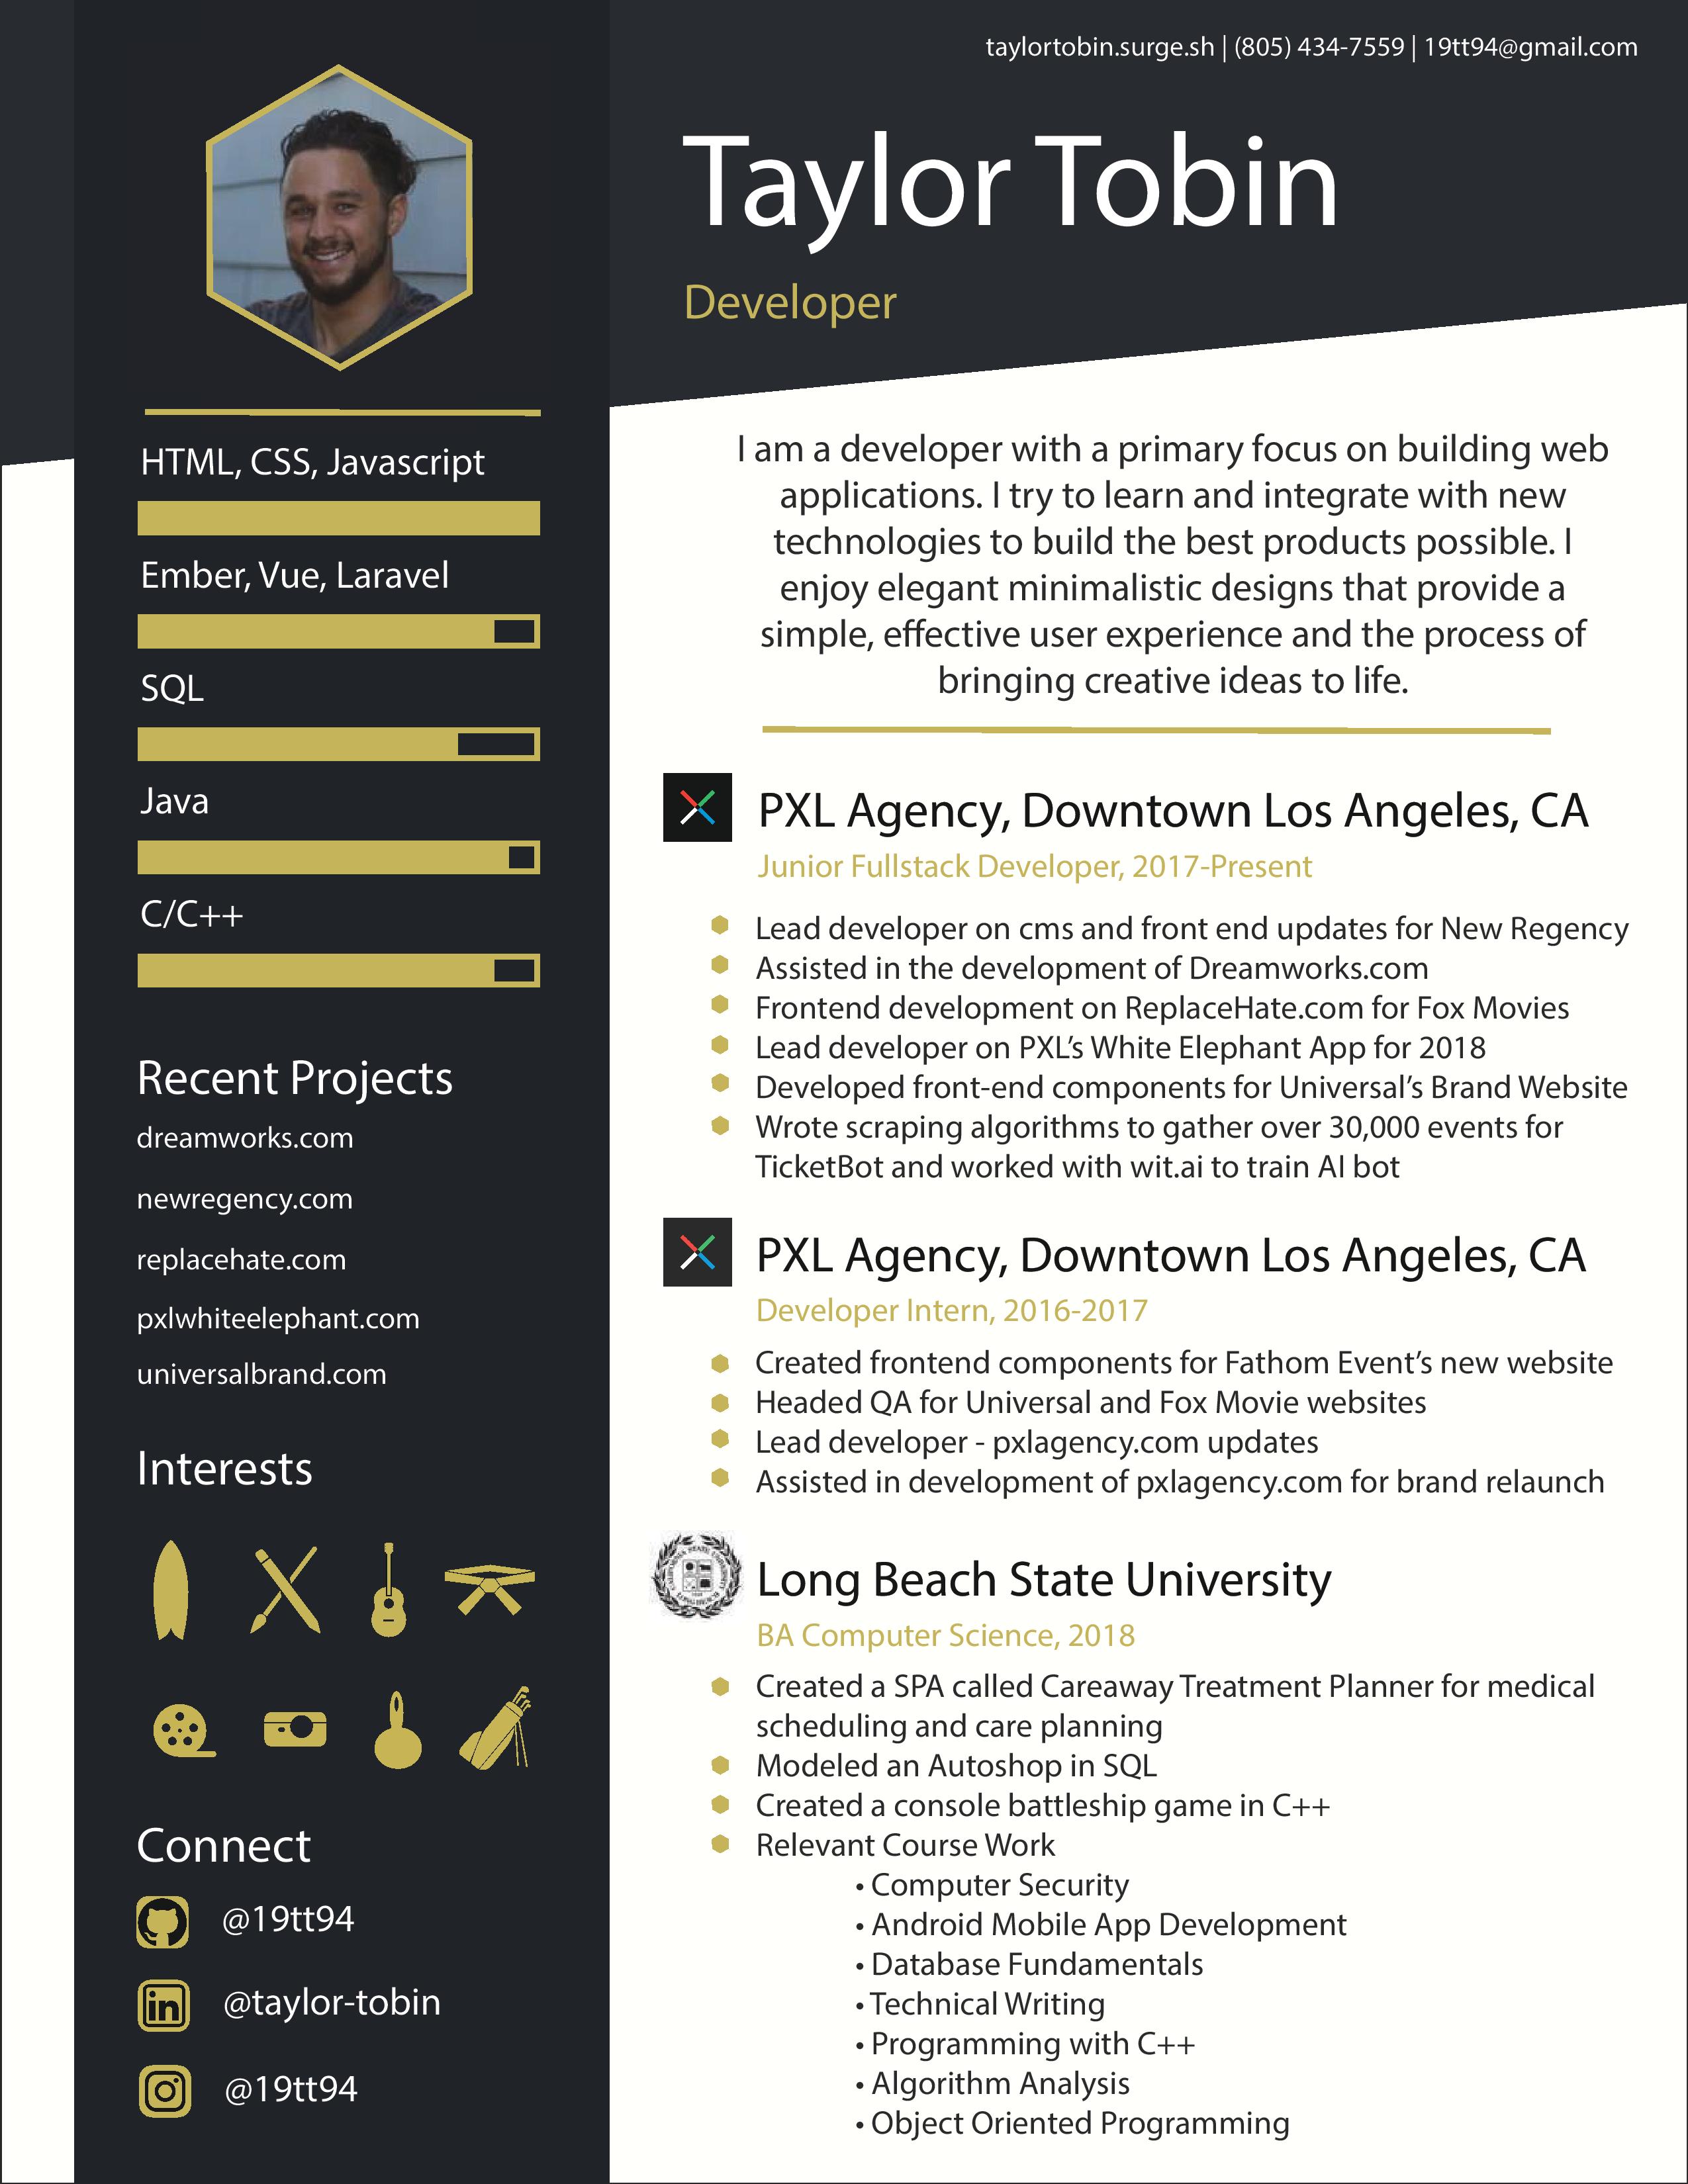 taylortobin.surge.sh | (805) 434-7559 | 19tt94@gmail.com
Taylor Tobin
Developer
HTML, CSS, Javascript
Ember, Vue, Laravel
SQL
Java
C/C++
Recent Projects
dreamworks.com
newregency.com
replacehate.com
pxlwhiteelephant.com
universalbrand.com
Interests
Connect
@19tt94
in
@taylor-tobin
@19tt94
I am a developer with a primary focus on building web
applications. I try to learn and integrate with new
technologies to build the best products possible. I
enjoy elegant minimalistic designs that provide a
simple, effective user experience and the process of
bringing creative ideas to life.
PXL Agency, Downtown Los Angeles, CA
Junior Fullstack Developer, 2017-Present
Lead developer on cms and front end updates for New Regency
Assisted in the development of Dreamworks.com
Frontend development on ReplaceHate.com for Fox Movies
Lead developer on PXL’s White Elephant App for 2018
Developed front-end components for Universal’s Brand Website
Wrote scraping algorithms to gather over 30,000 events for
TicketBot and worked with wit.ai to train AI bot
PXL Agency, Downtown Los Angeles, CA
Developer Intern, 2016-2017
Created frontend components for Fathom Event’s new website
Headed QA for Universal and Fox Movie websites
Lead developer - pxlagency.com updates
Assisted in development of pxlagency.com for brand relaunch
Long Beach State University
BA Computer Science, 2018
Created a SPA called Careaway Treatment Planner for medical
scheduling and care planning
Modeled an Autoshop in SQL
Created a console battleship game in C++
Relevant Course Work
• Computer Security
• Android Mobile App Development
• Database Fundamentals
• Technical Writing
• Programming with C++
• Algorithm Analysis
• Object Oriented Programming